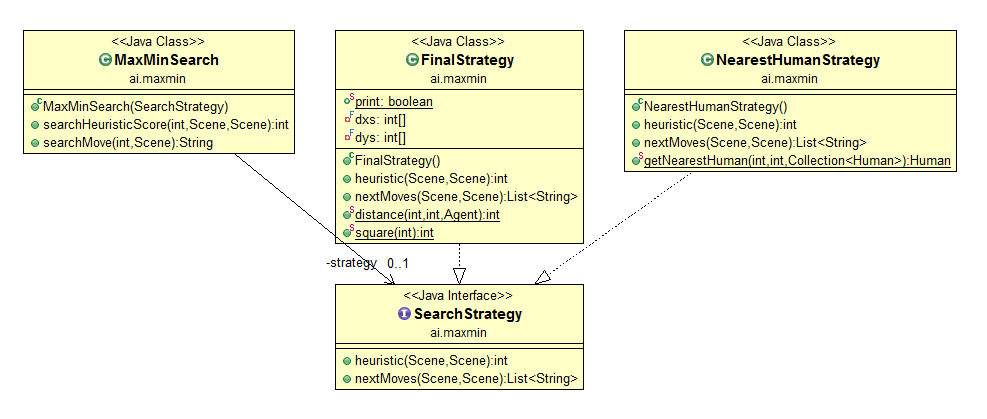 <<Java Class>>
MaxMinSearch
ai.maxmin
MaxMinSearch(SearchStrategy)
searchHeuristicScore(int,Scene,Scene):int
searchMove(int,Scene):String
<<Java Class>>
FinalStrategy
ai.maxmin
print: boolean
dxs: int[]
dys: int[]
FinalStrategy()
heuristic(Scene,Scene):int
nextMoves(Scene,Scene):List<String>
distance(int,int,Agent):int
square(int):int
<<Java Class>>
NearestHumanStrategy
ai.maxmin
NearestHumanStrategy()
heuristic(Scene,Scene):int
nextMoves(Scene,Scene):List<String>
getNearestHuman(int,int,Collection<Human>):Human
-strategy 0..1
<<Java Interface>>
SearchStrategy
ai.maxmin
heuristic(Scene,Scene):int
nextMoves(Scene,Scene):List<String>